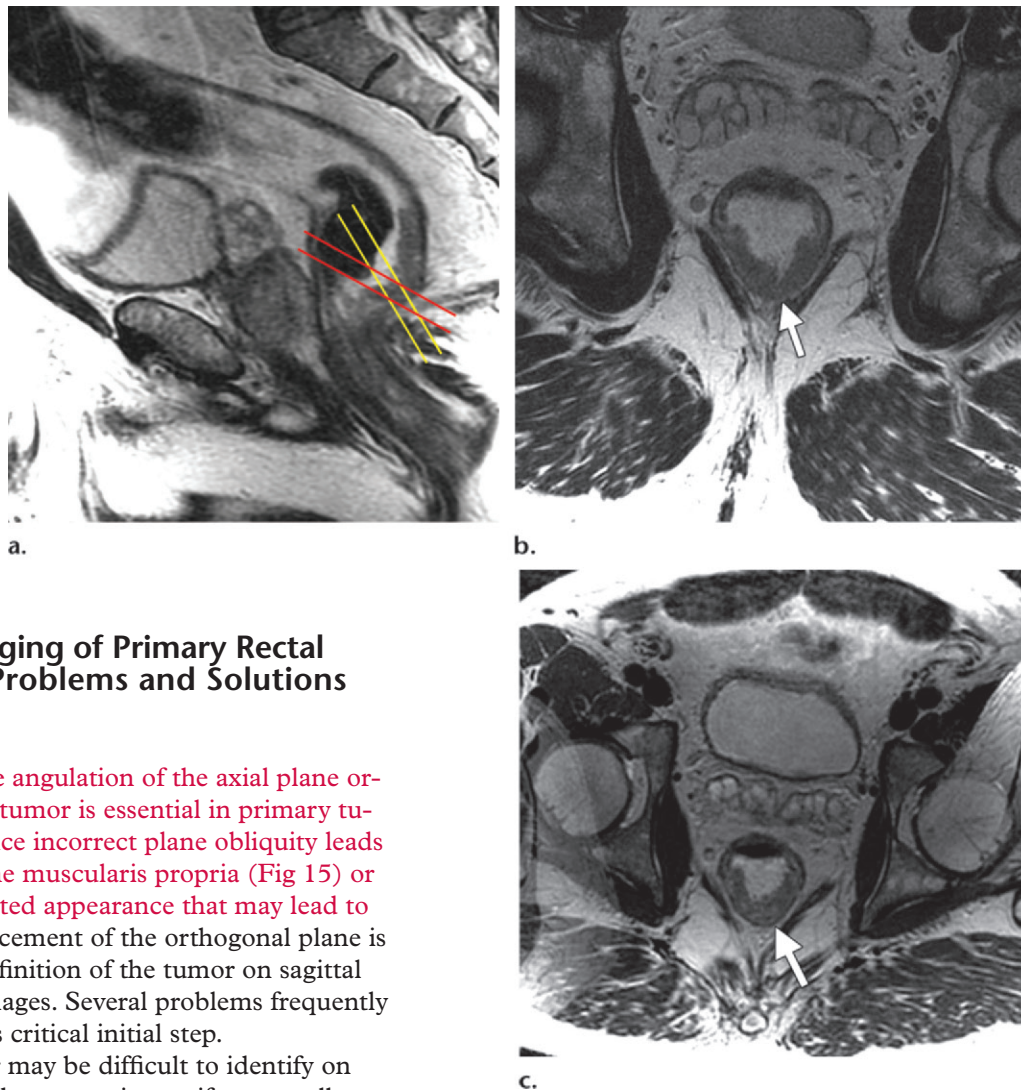 a.
b.
ging of Primary Rectal
Problems and Solutions
e angulation of the axial plane or-
tumor is essential in primary tu-
nce incorrect plane obliquity leads
ne muscularis propria (Fig 15) or
ted appearance that may lead to
cement of the orthogonal plane is
finition of the tumor on sagittal
nages. Several problems frequently
s critical initial step.
r may be difficult to identify on
c.